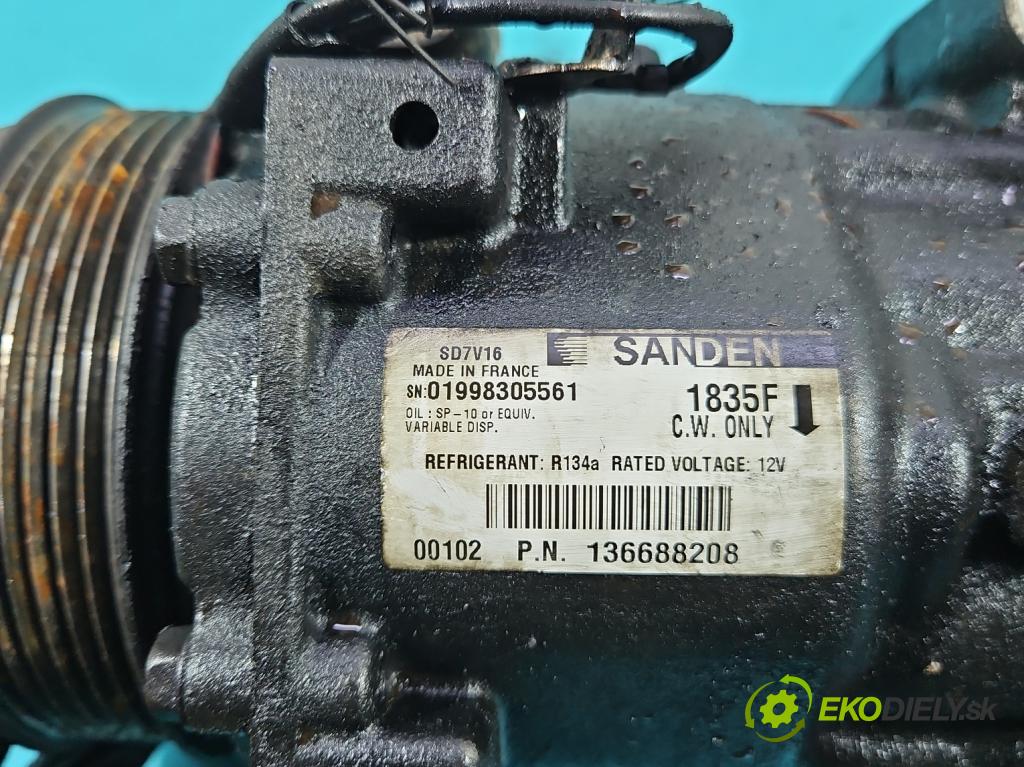 SD7V16
SANDEN
MADE IN FRANCE
SN:01998305561
1835F
OIL : SP-10 or EQUIV.
VARIABLE DISP.
C.W. ONLY
REFRIGERANT: R134a RATED VOLTAGE: 12V
00102 P.N. 136688208
EKODIELY.sk